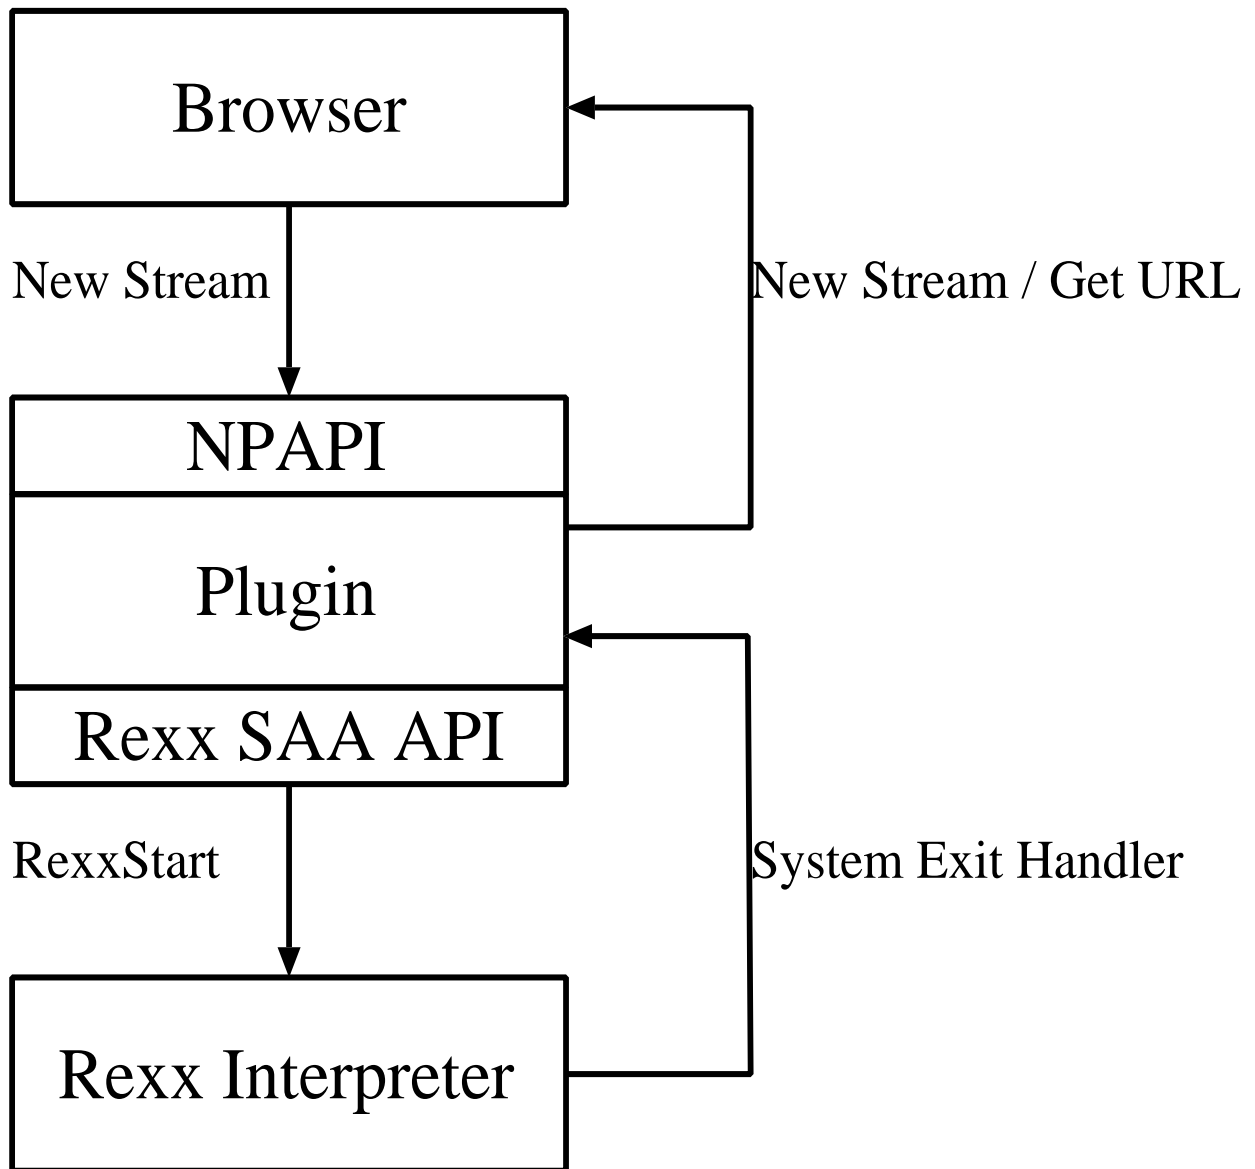 Browser
New Stream
New Stream / Get URL
NPAPI
Plugin
Rexx SAA API
RexxStart
System Exit Handler
Rexx Interpreter